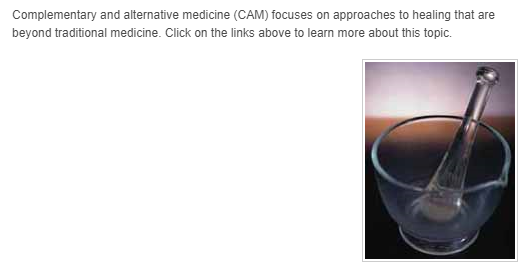 Complementary and alternative medicine (CAM) focuses on approaches to healing that are
beyond traditional medicine. Click on the links above to learn more about this topic.